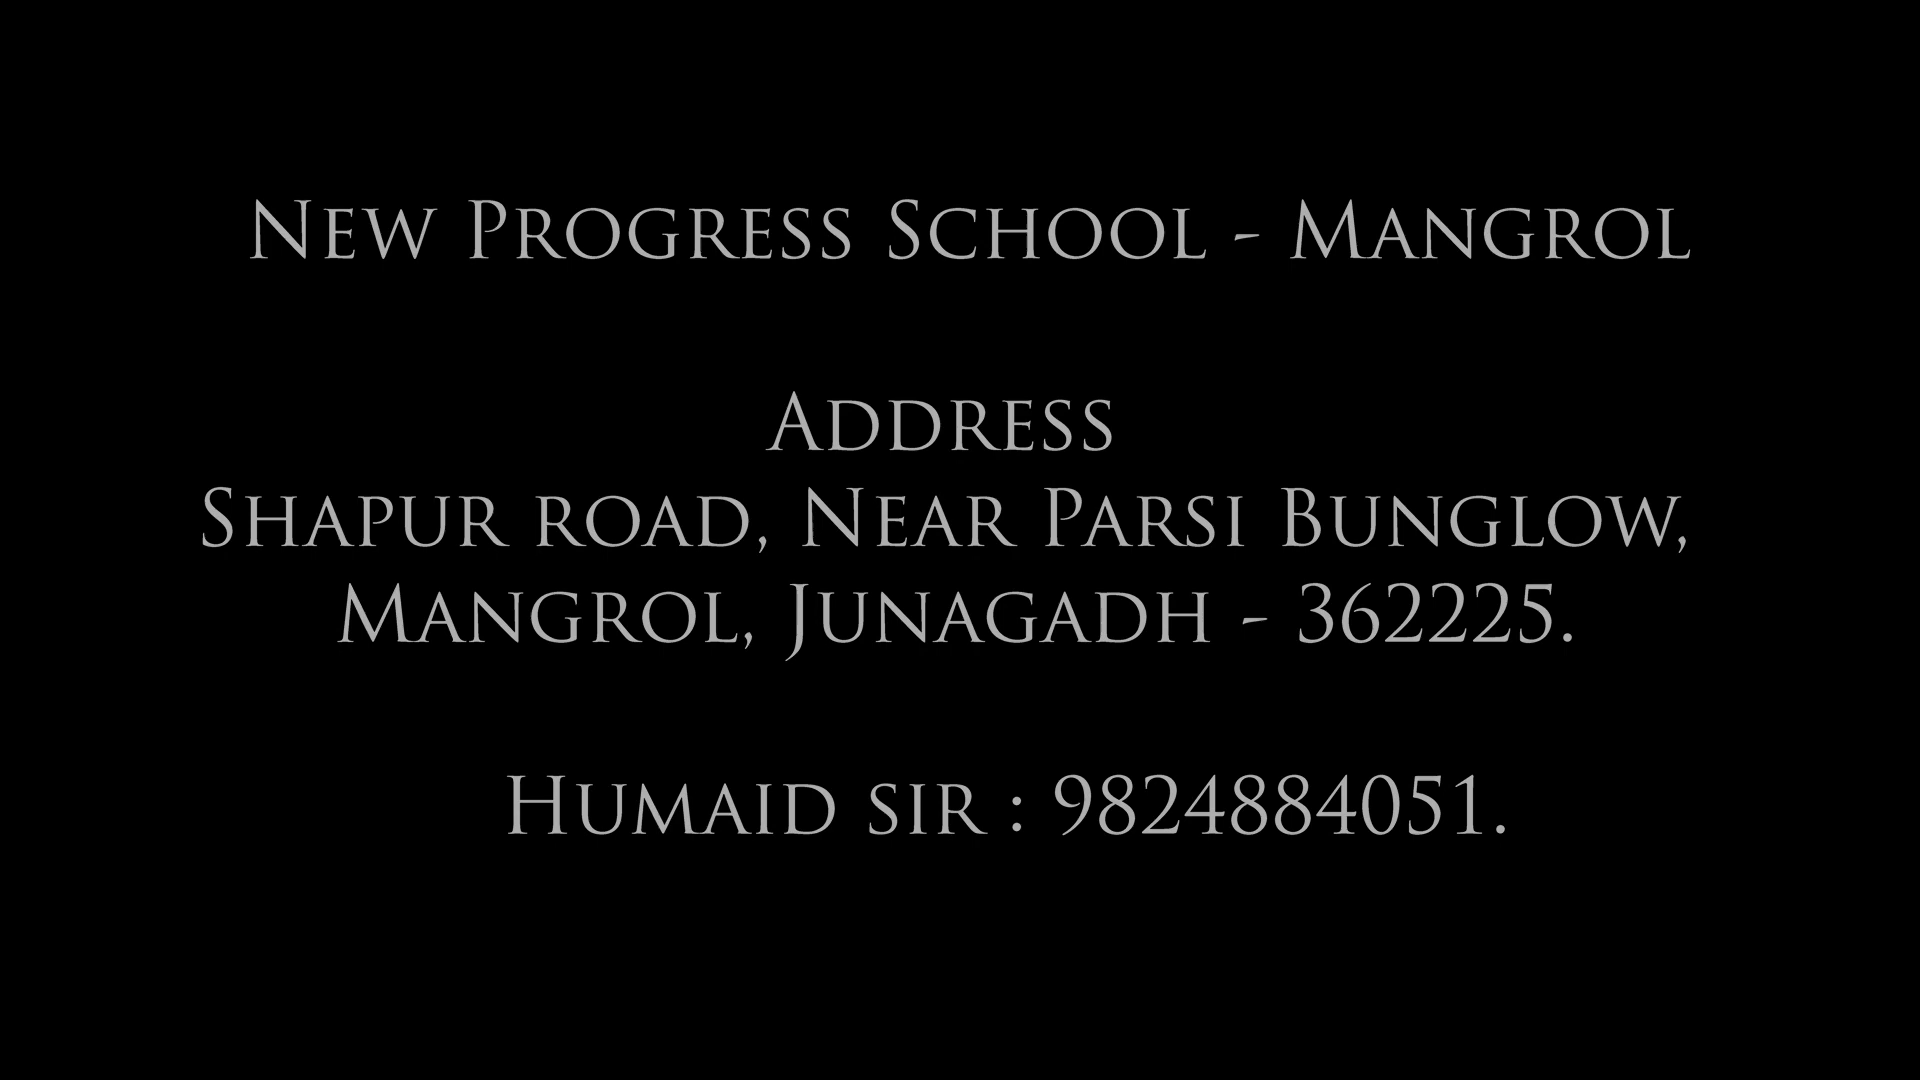 New Progress School - Mangrol
Address
Shapur road, Near Parsi Bunglow,
Mangrol, Junagadh - 362225.
Humaid sir : 9824884051.